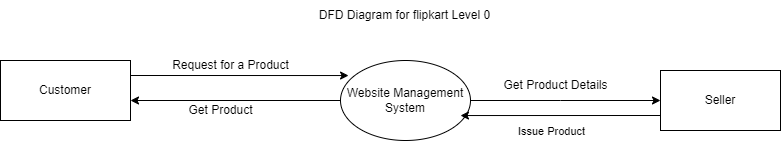 DFD Diagram for flipkart Level 0
Request for a Product
Customer
Get Product
Website Management
System
Get Product Details
Issue Product
Seller